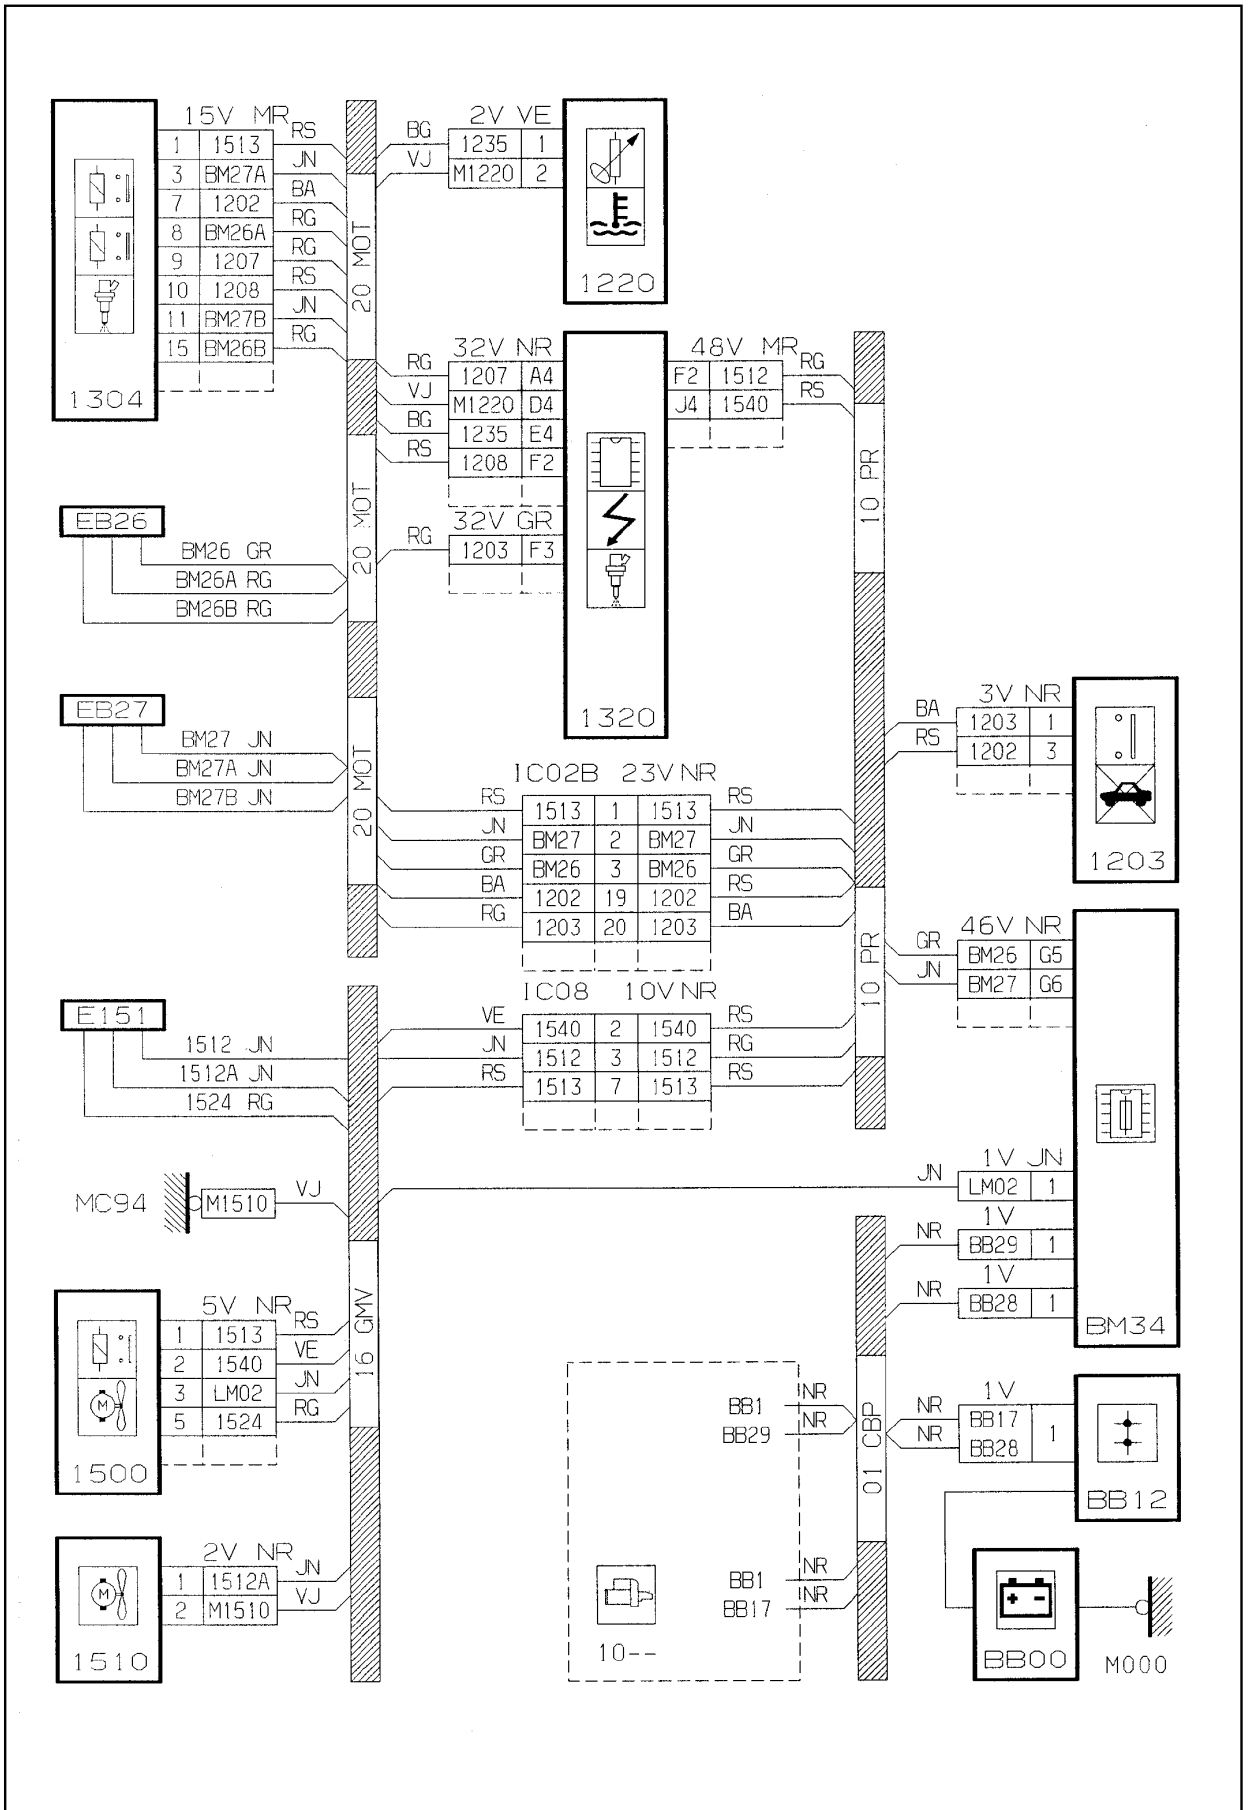 15V MR
1 1513 RS
3 BM27A JN
7 1202 BA
8 BM26A RG
9 1207 RG
10 1208 RS
11 BM27B JN
15 BM26B RG
1304
20 MOT
BG 2V VE
1235 1
VJ M1220 2
1220
32V NR
RG 1207 A4
VJ M1220 D4
BG 1235 E4
RS 1208 F2
32V GR
RG 1203 F3
1320
48V MR
F2 1512 RG
J4 1540 RS
10 PR
EB26
BM26 GR
BM26A RG
BM26B RG
20 MOT
EB27
BM27 JN
BM27A JN
BM27B JN
20 MOT
3V NR
BA 1203 1
RS 1202 3
1203
IC02B 23V NR
RS 1513 1 1513 RS
JN BM27 2 BM27 JN
GR BM26 3 BM26 GR
BA 1202 19 1202 RS
RG 1203 20 1203 BA
10 PR
46V NR
GR BM26 G5
JN BM27 G6
IC08 10V NR
VE 1540 2 1540 RS
JN 1512 3 1512 RG
RS 1513 7 1513 RS
E151
1512 JN
1512A JN
1524 RG
MC94 M1510 VJ
1V JN
JN LM02 1
1V
NR BB29 1
1V
NR BB28 1
BM34
5V NR
1 1513 RS
2 1540 VE
3 LM02 JN
5 1524 RG
M
1500
16 GMV
BB1 NR
BB29 NR
01 CBP
1V
NR BB17 1
NR BB28
BB12
2V NR
1 1512A JN
2 M1510 VJ
M
1510
BB1 NR
BB17 NR
10--
+ -
BB00
M000